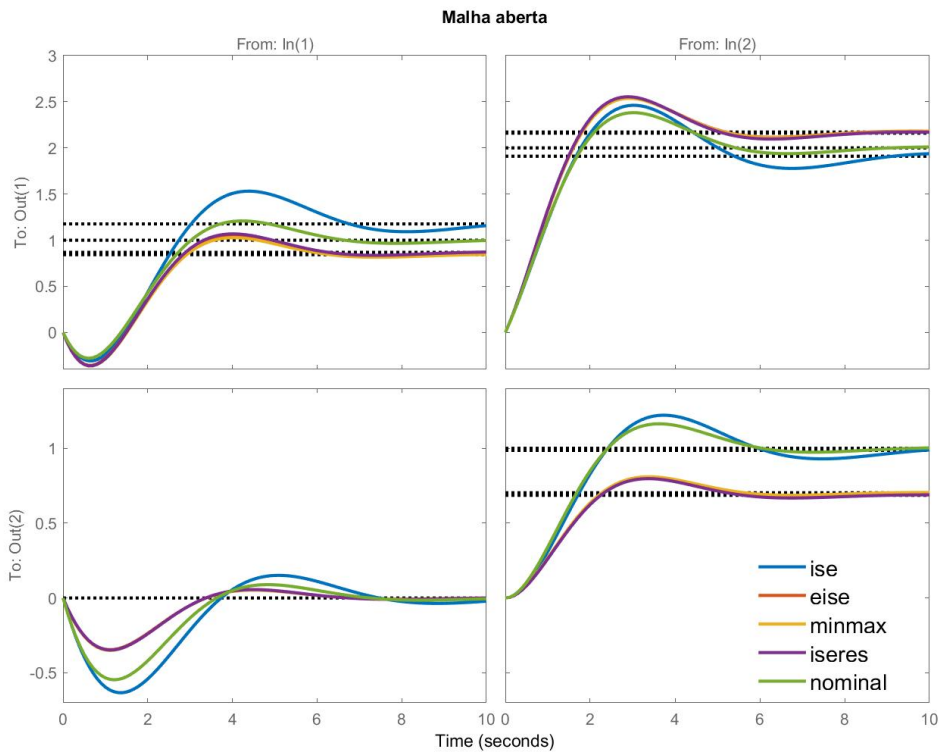 Malha aberta
From: In(1)
From: In(2)
To: Out(1)
3
2.5
2
1.5
1
0.5
0
To: Out(2)
1
0.5
0
-0.5
ise
eise
minmax
iseres
nominal
0 2 4 6 8 10
0 2 4 6 8 10
Time (seconds)